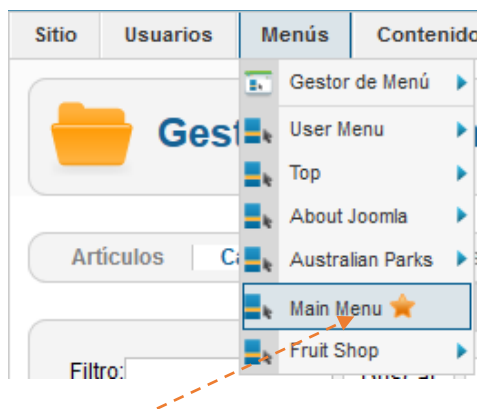 Sitio Usuarios Menús Contenido
Gestor de Menú
Gest
User Menu
Top
About Joomla
Artículos
Australian Parks
Main Menu
Fruit Shop
Filtro: